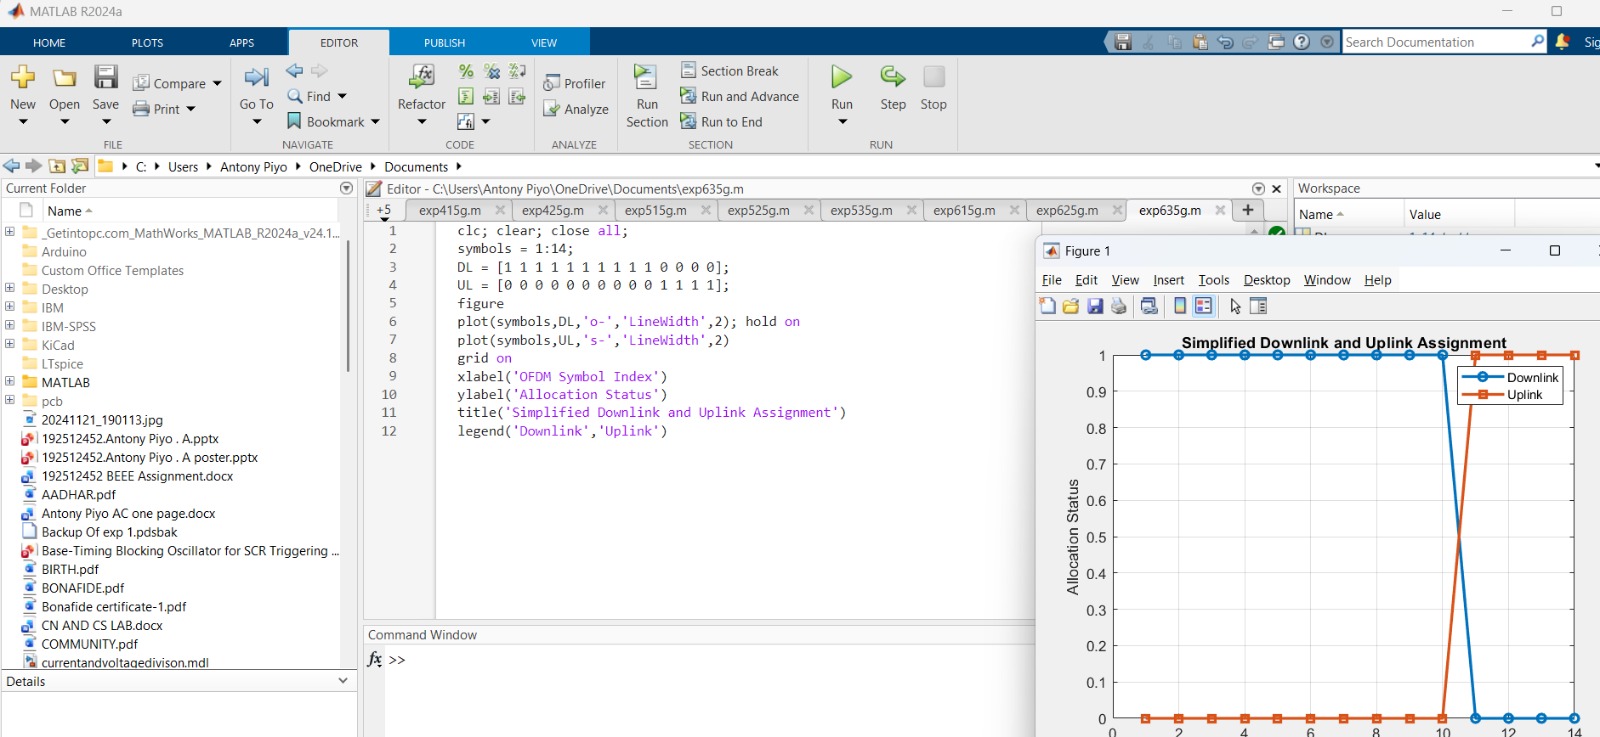 MATLAB R2024a
HOME PLOTS APPS EDITOR PUBLISH VIEW
Search Documentation
New Open Save Compare Print
FILE
Go To Find Bookmark
NAVIGATE
Refactor
CODE
Profiler
Analyze
ANALYZE
Run Section
Section Break
Run and Advance
Run to End
SECTION
Run Step Stop
RUN
C: Users Antony Piyo OneDrive Documents
Current Folder
Name
_Getintopc.com_MathWorks_MATLAB_R2024a_v24.1...
Arduino
Custom Office Templates
Desktop
IBM
IBM-SPSS
KiCad
LTspice
MATLAB
pcb
20241121_190113.jpg
192512452.Antony Piyo . A.pptx
192512452.Antony Piyo . A poster.pptx
192512452 BEEE Assignment.docx
AADHAR.pdf
Antony Piyo AC one page.docx
Backup Of exp 1.pdsbak
Base-Timing Blocking Oscillator for SCR Triggering ...
BIRTH.pdf
BONAFIDE.pdf
Bonafide certificate-1.pdf
CN AND CS LAB.docx
COMMUNITY.pdf
currentandvoltagedivison.mdl
Details
Editor - C:\Users\Antony Piyo\OneDrive\Documents\exp635g.m
+5 exp415g.m exp425g.m exp515g.m exp525g.m exp535g.m exp615g.m exp625g.m exp635g.m
1 clc; clear; close all;
2 symbols = 1:14;
3 DL = [1 1 1 1 1 1 1 1 1 1 0 0 0 0];
4 UL = [0 0 0 0 0 0 0 0 0 0 1 1 1 1];
5 figure
6 plot(symbols,DL,'o-','LineWidth',2); hold on
7 plot(symbols,UL,'s-','LineWidth',2)
8 grid on
9 xlabel('OFDM Symbol Index')
10 ylabel('Allocation Status')
11 title('Simplified Downlink and Uplink Assignment')
12 legend('Downlink','Uplink')
Command Window
fx >>
Workspace
Name Value
Figure 1
File Edit View Insert Tools Desktop Window Help
Simplified Downlink and Uplink Assignment
Downlink
Uplink
Allocation Status
1
0.9
0.8
0.7
0.6
0.5
0.4
0.3
0.2
0.1
0
0 2 4 6 8 10 12 14